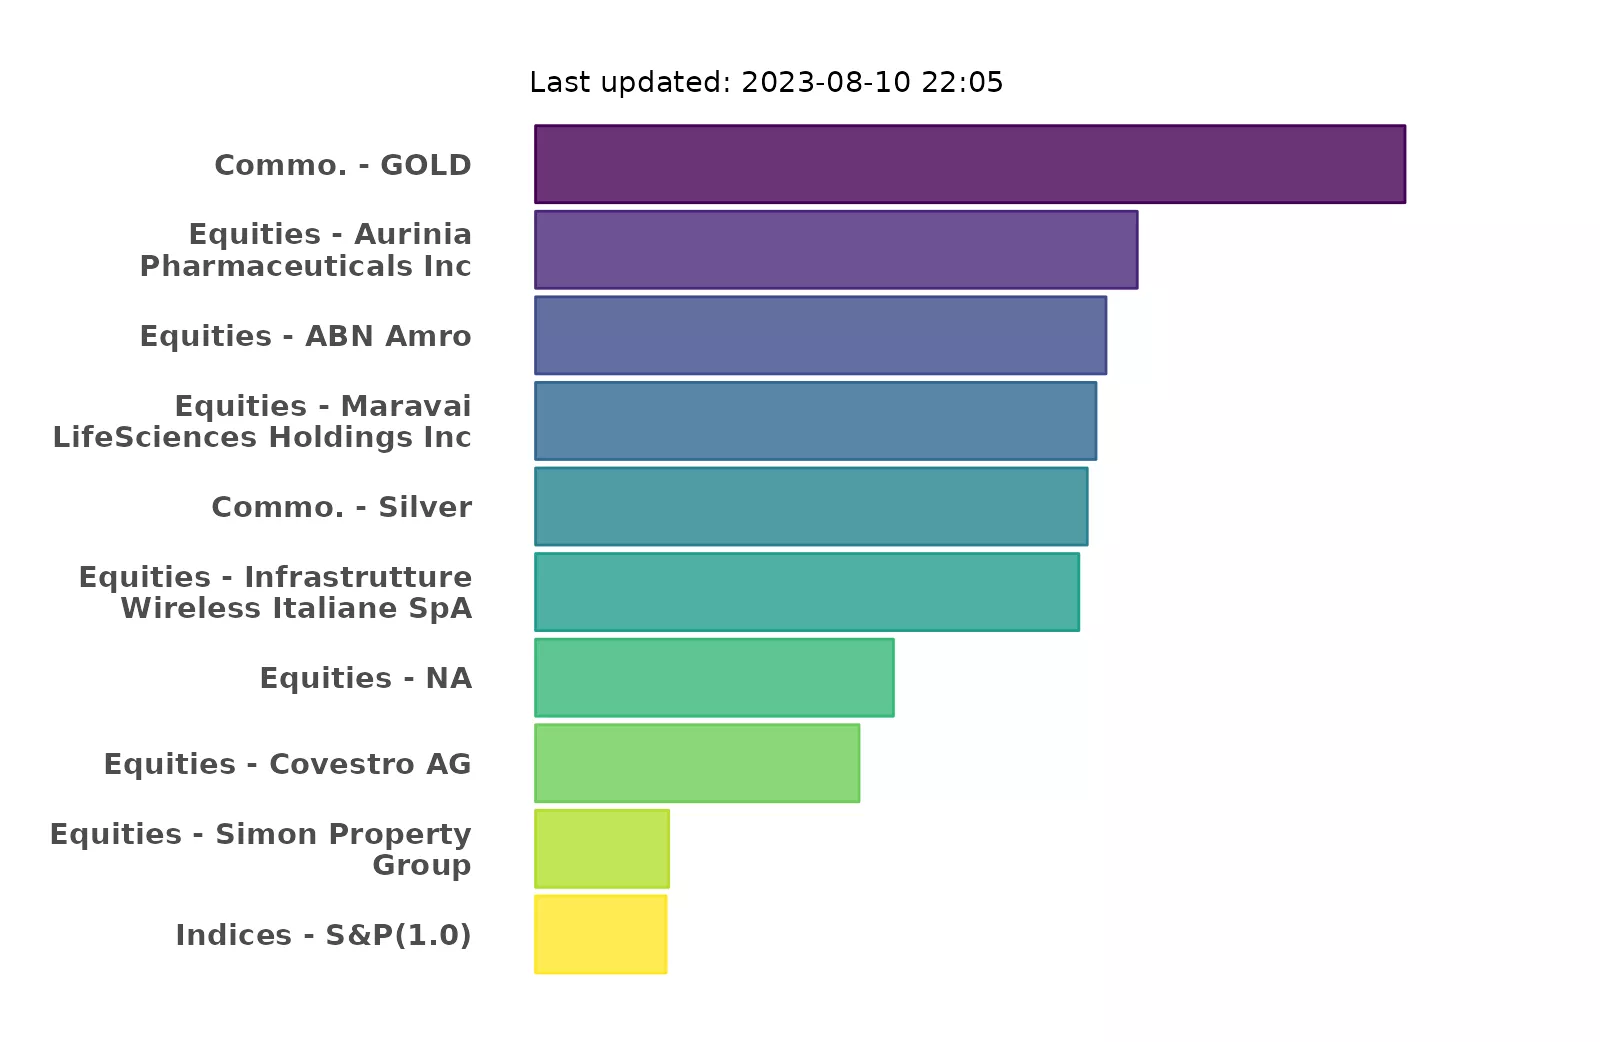 Last updated: 2023-08-10 22:05
Commo. - GOLD
Equities - Aurinia
Pharmaceuticals Inc
Equities - ABN Amro
Equities - Maravai
LifeSciences Holdings Inc
Commo. - Silver
Equities - Infrastrutture
Wireless Italiane SpA
Equities - NA
Equities - Covestro AG
Equities - Simon Property
Group
Indices - S&P(1.0)